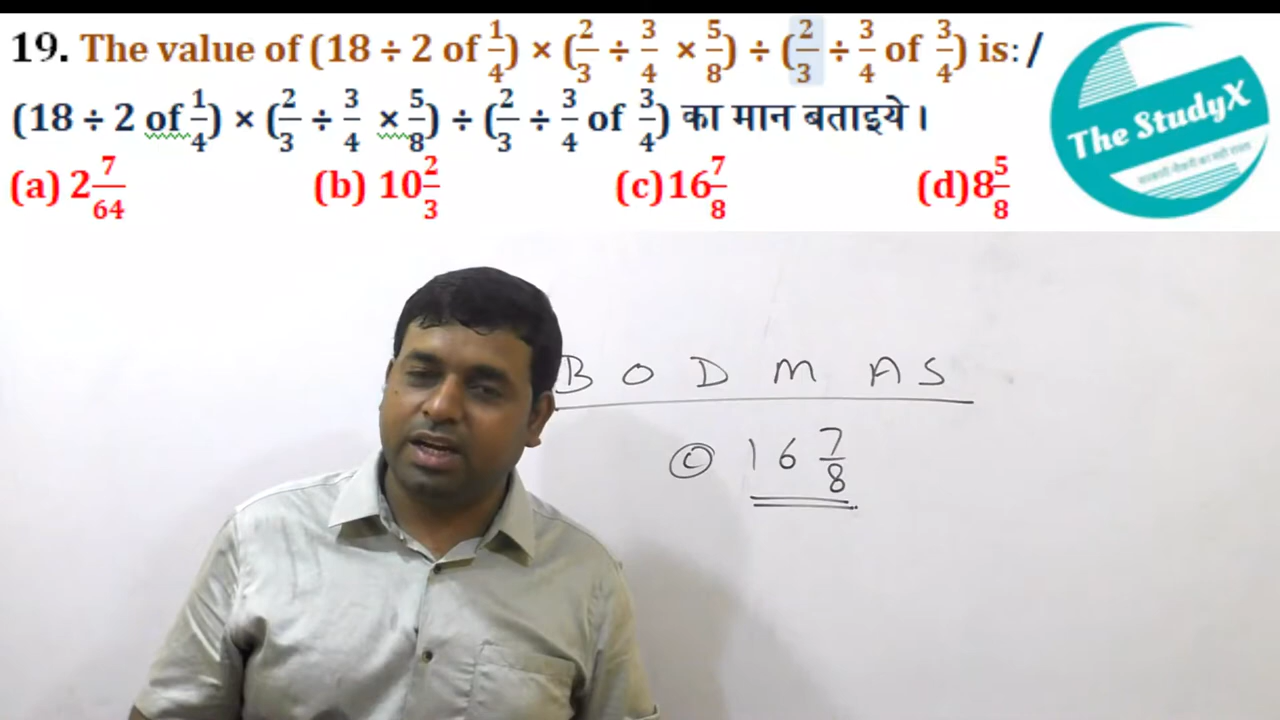 19. The value of (18 ÷ 2 of 1/4) × (2/3 ÷ 3/4 × 5/8) ÷ (2/3 ÷ 3/4 of 3/4) is: /
(18 ÷ 2 of 1/4) × (2/3 ÷ 3/4 × 5/8) ÷ (2/3 ÷ 3/4 of 3/4) का मान बताइये।
(a) 2 7/64 (b) 10 2/3 (c) 16 7/8 (d) 8 5/8
The StudyX
सरकारी नौकरी का सही रास्ता
B O D M A S
(c) 16 7/8